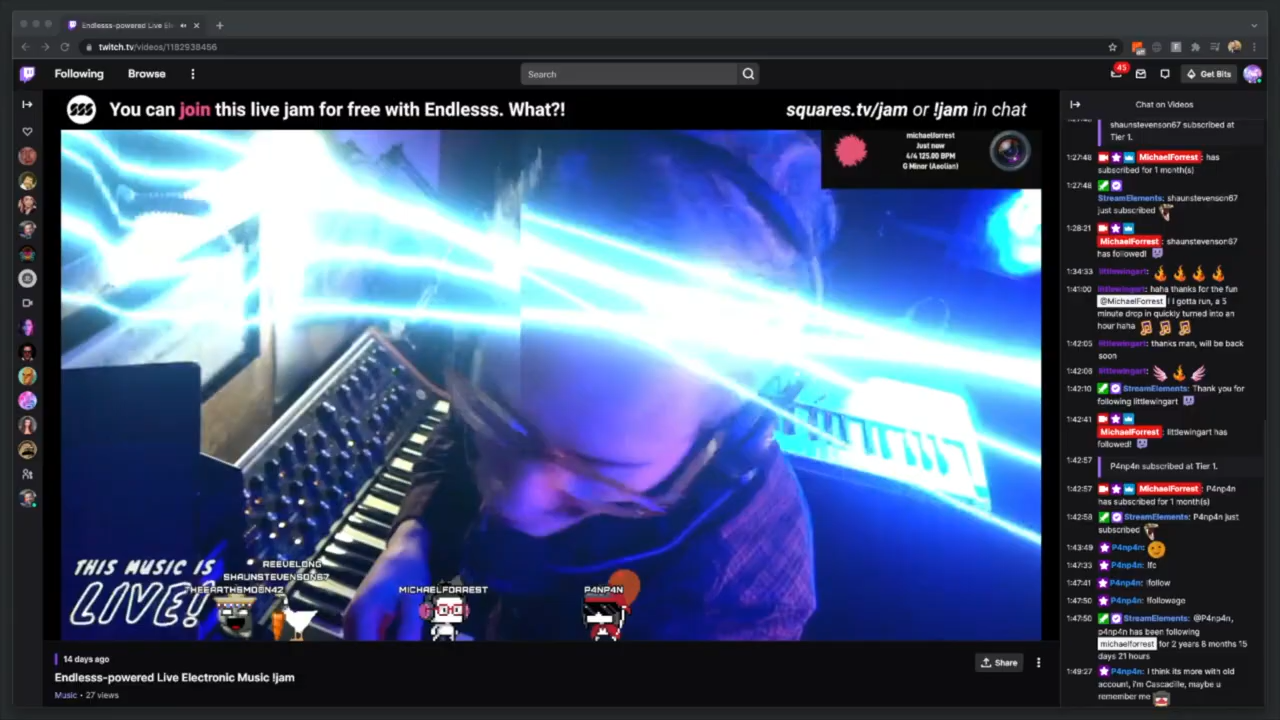 Endlesss-powered Live El
twitch.tv/videos/1182938456
Following
Browse
Search
45
Get Bits
You can join this live jam for free with Endlesss. What?!
squares.tv/jam or !jam in chat
michaelforrest
Just now
4/4 125.00 BPM
G Minor (Aeolian)
THIS MUSIC IS
LIVE!
REEVELONG
SHAUNSTEVENSON67
THEEARTHSMDEN42
MICHAELFORREST
P4NP4N
14 days ago
Share
Endlesss-powered Live Electronic Music !jam
Music • 27 views
Chat on Videos
shaunstevenson67 subscribed at
Tier 1.
1:27:48 MichaelForrest : has
subscribed for 1 month(s)
1:27:48
StreamElements: shaunstevenson67
just subscribed
1:28:21
MichaelForrest : shaunstevenson67
has followed!
1:34:33 littlewingart:
1:41:00 littlewingart: haha thanks for the fun
@MichaelForrest ! I gotta run, a 5
minute drop in quickly turned into an
hour haha
1:42:05 littlewingart: thanks man, will be back
soon
1:42:06 littlewingart:
1:42:10 StreamElements: Thank you for
following littlewingart
1:42:41
MichaelForrest : littlewingart has
followed!
1:42:57
P4np4n subscribed at Tier 1.
1:42:57 MichaelForrest : P4np4n
has subscribed for 1 month(s)
1:42:58 StreamElements: P4np4n just
subscribed
1:43:49 P4np4n:
1:47:33 P4np4n: !fc
1:47:41 P4np4n: !follow
1:47:50 P4np4n: !followage
1:47:50 StreamElements: @P4np4n,
p4np4n has been following
michaelforrest for 2 years 8 months 15
days 21 hours
1:49:27 P4np4n: I think its more with old
account, i'm Cascadille, maybe u
remember me